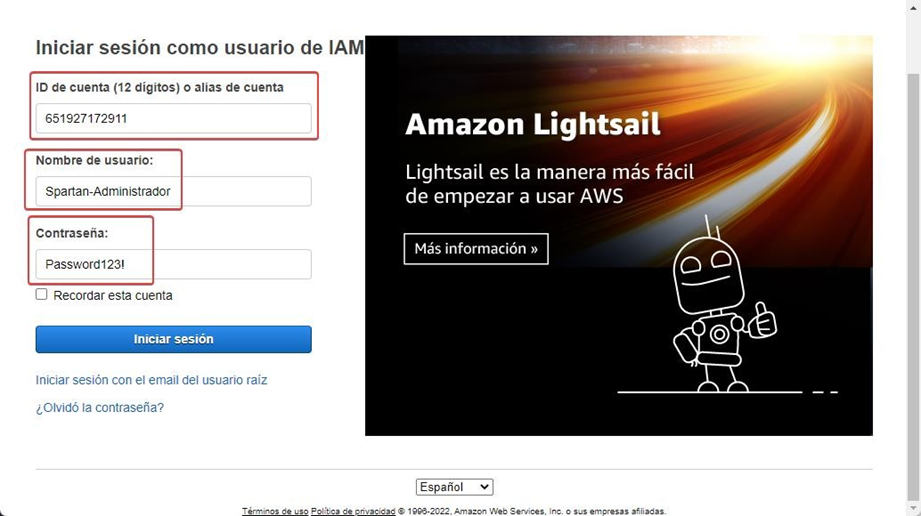 Iniciar sesión como usuario de IAM
ID de cuenta (12 dígitos) o alias de cuenta
651927172911
Nombre de usuario:
Spartan-Administrador
Contraseña:
Password123!
Recordar esta cuenta
Iniciar sesión
Iniciar sesión con el email del usuario raíz
¿Olvidó la contraseña?
Amazon Lightsail
Lightsail es la manera más fácil
de empezar a usar AWS
Más información »
Español
Términos de uso Política de privacidad © 1996-2022, Amazon Web Services, Inc. o sus empresas afiliadas.